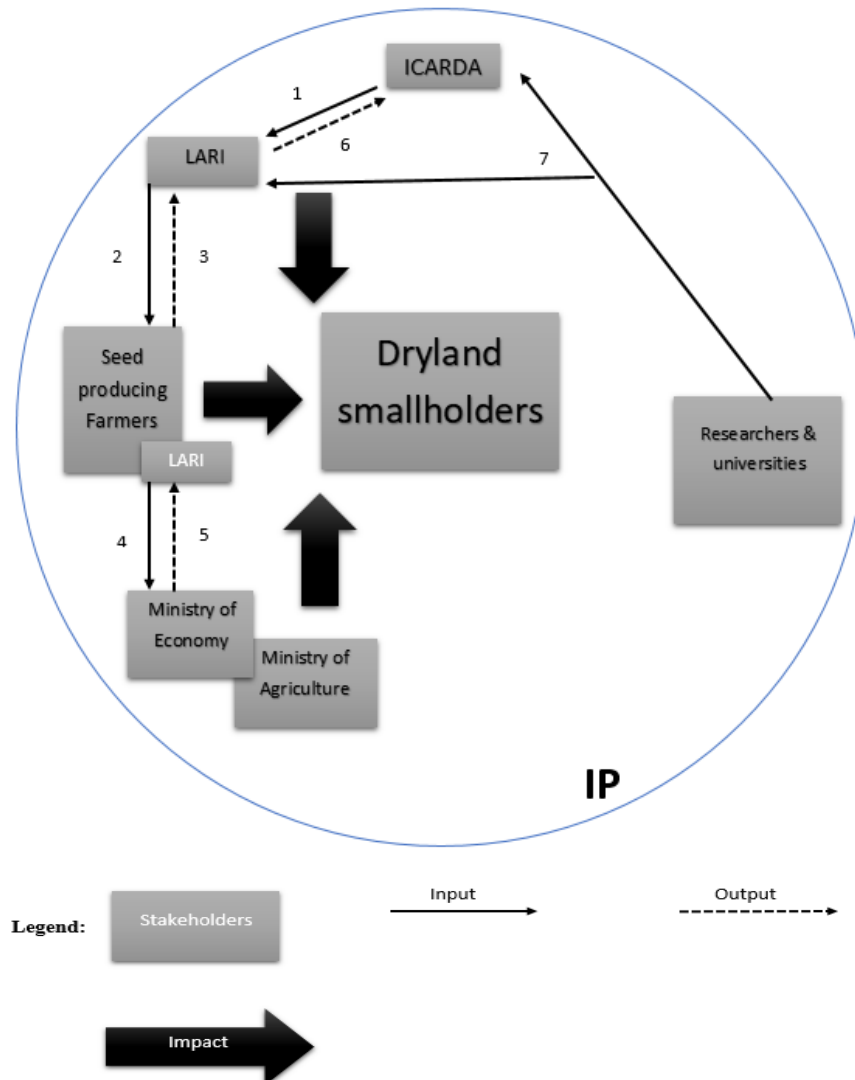 ICARDA
1
6
7
LARI
2
3
Seed
producing
Farmers
Dryland
smallholders
Researchers &
universities
LARI
4
5
Ministry of
Economy
Ministry of
Agriculture
IP
Legend:
Stakeholders
Input
Output
Impact